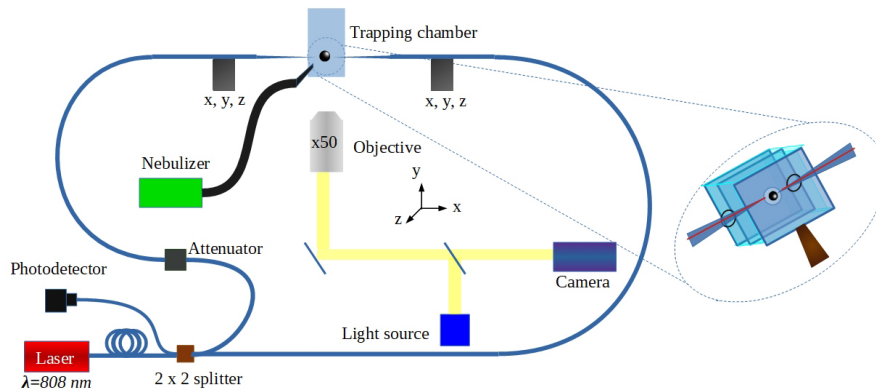 Trapping chamber
x, y, z
x, y, z
x50
Objective
Nebulizer
y
x
z
Attenuator
Photodetector
Camera
Light source
Laser
λ=808 nm
2 x 2 splitter